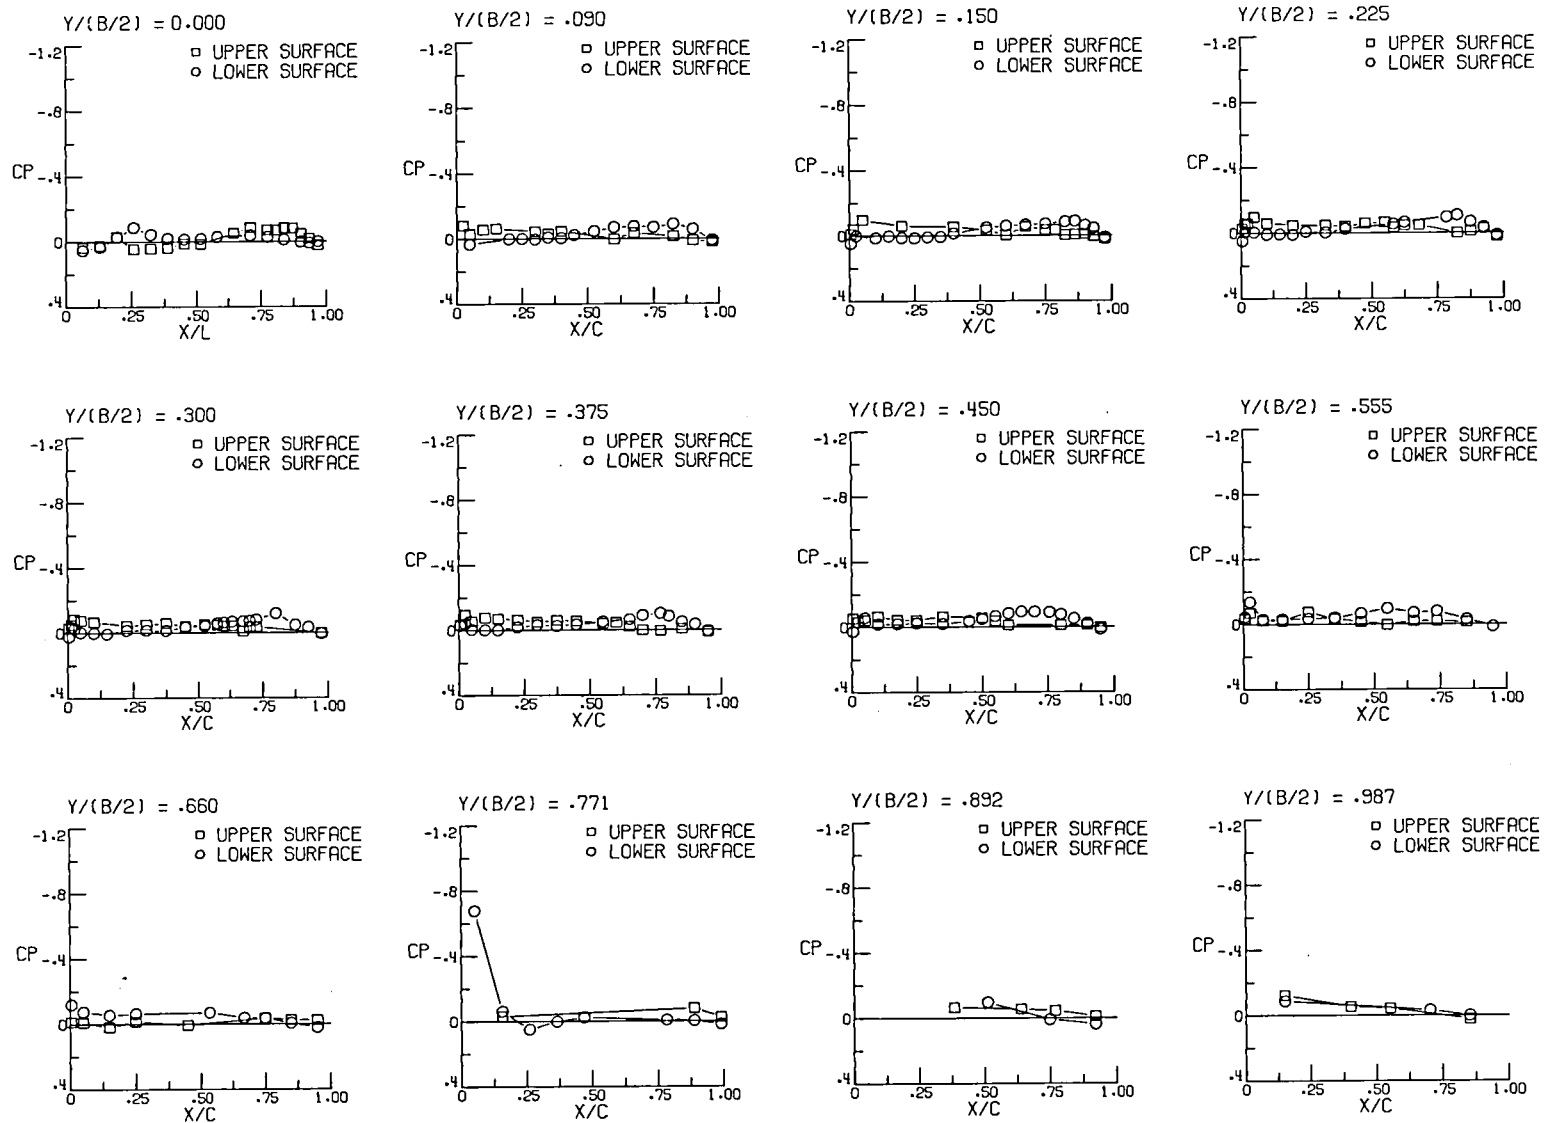 Y/(B/2) = 0.000
□ UPPER SURFACE
○ LOWER SURFACE
-1.2
-.8
CP -.4
0
.4
0 .25 .50 .75 1.00
X/L
Y/(B/2) = .090
□ UPPER SURFACE
○ LOWER SURFACE
-1.2
-.8
CP -.4
0
.4
0 .25 .50 .75 1.00
X/C
Y/(B/2) = .150
□ UPPER SURFACE
○ LOWER SURFACE
-1.2
-.8
CP -.4
0
.4
0 .25 .50 .75 1.00
X/C
Y/(B/2) = .225
□ UPPER SURFACE
○ LOWER SURFACE
-1.2
-.8
CP -.4
0
.4
0 .25 .50 .75 1.00
X/C
Y/(B/2) = .300
□ UPPER SURFACE
○ LOWER SURFACE
-1.2
-.8
CP -.4
0
.4
0 .25 .50 .75 1.00
X/C
Y/(B/2) = .375
□ UPPER SURFACE
○ LOWER SURFACE
-1.2
-.8
CP -.4
0
.4
0 .25 .50 .75 1.00
X/C
Y/(B/2) = .450
□ UPPER SURFACE
○ LOWER SURFACE
-1.2
-.8
CP -.4
0
.4
0 .25 .50 .75 1.00
X/C
Y/(B/2) = .555
□ UPPER SURFACE
○ LOWER SURFACE
-1.2
-.8
CP -.4
0
.4
0 .25 .50 .75 1.00
X/C
Y/(B/2) = .660
□ UPPER SURFACE
○ LOWER SURFACE
-1.2
-.8
CP -.4
0
.4
0 .25 .50 .75 1.00
X/C
Y/(B/2) = .771
□ UPPER SURFACE
○ LOWER SURFACE
-1.2
-.8
CP -.4
0
.4
0 .25 .50 .75 1.00
X/C
Y/(B/2) = .892
□ UPPER SURFACE
○ LOWER SURFACE
-1.2
-.8
CP -.4
0
.4
0 .25 .50 .75 1.00
X/C
Y/(B/2) = .987
□ UPPER SURFACE
○ LOWER SURFACE
-1.2
-.8
CP -.4
0
.4
0 .25 .50 .75 1.00
X/C